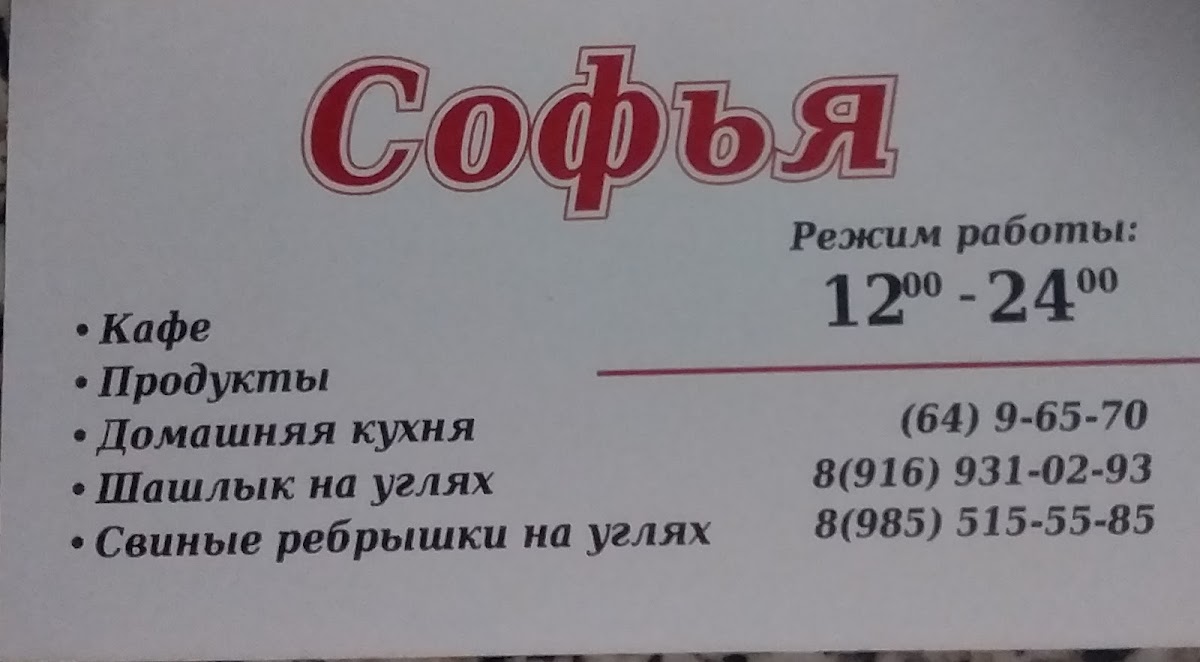 Софья
Режим работы:
12⁰⁰ - 24⁰⁰
• Кафе
• Продукты
• Домашняя кухня
• Шашлык на углях
• Свиные ребрышки на углях
(64) 9-65-70
8(916) 931-02-93
8(985) 515-55-85